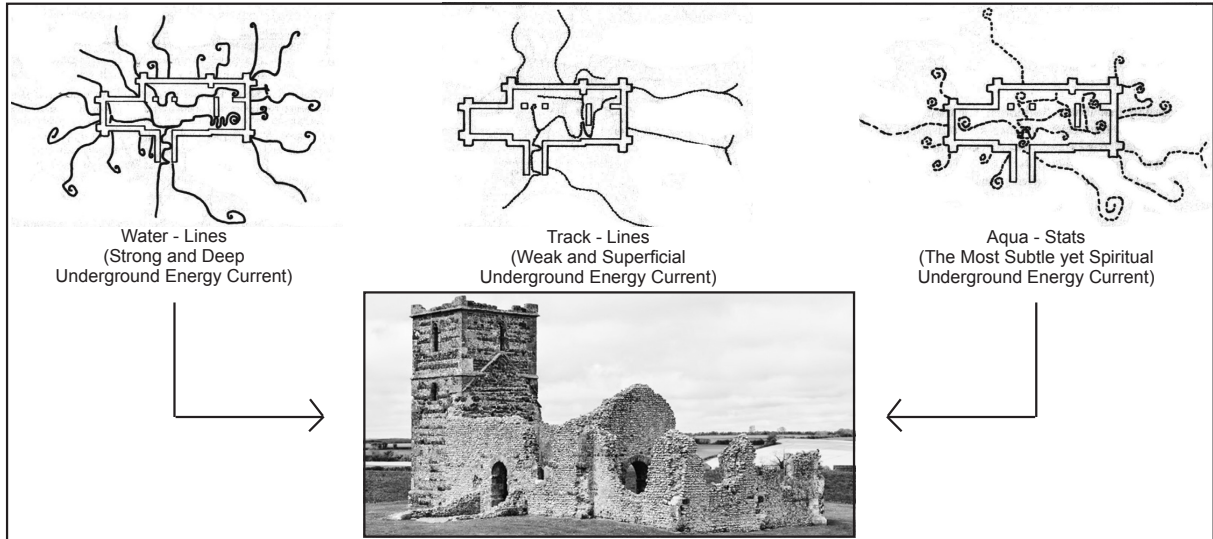 Water - Lines
(Strong and Deep
Underground Energy Current)
Track - Lines
(Weak and Superficial
Underground Energy Current)
Aqua - Stats
(The Most Subtle yet Spiritual
Underground Energy Current)